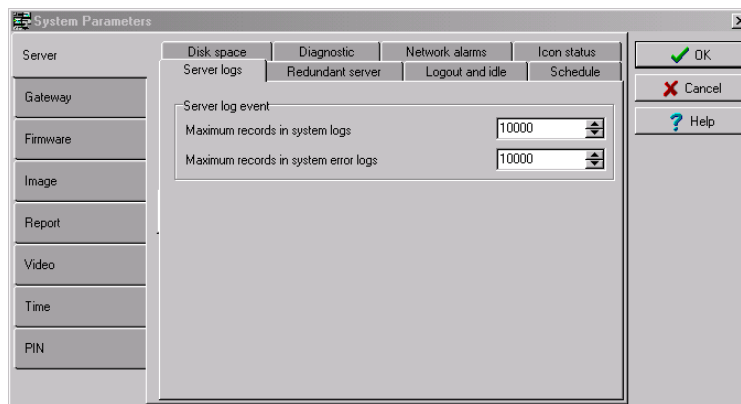 System Parameters
Server
Gateway
Firmware
Image
Report
Video
Time
PIN
Disk space
Diagnostic
Network alarms
Icon status
Server logs
Redundant server
Logout and idle
Schedule
Server log event
Maximum records in system logs
10000
Maximum records in system error logs
10000
OK
Cancel
Help